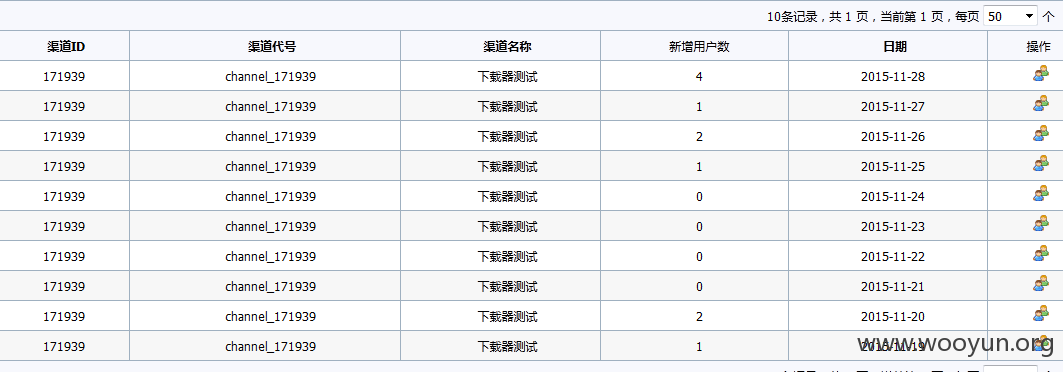 10条记录，共 1 页，当前第 1 页，每页 50 个
渠道ID 渠道代号 渠道名称 新增用户数 日期 操作
171939 channel_171939 下载器测试 4 2015-11-28
171939 channel_171939 下载器测试 1 2015-11-27
171939 channel_171939 下载器测试 2 2015-11-26
171939 channel_171939 下载器测试 1 2015-11-25
171939 channel_171939 下载器测试 0 2015-11-24
171939 channel_171939 下载器测试 0 2015-11-23
171939 channel_171939 下载器测试 0 2015-11-22
171939 channel_171939 下载器测试 0 2015-11-21
171939 channel_171939 下载器测试 2 2015-11-20
171939 channel_171939 下载器测试 1 2015-11-19
www.wooyun.org